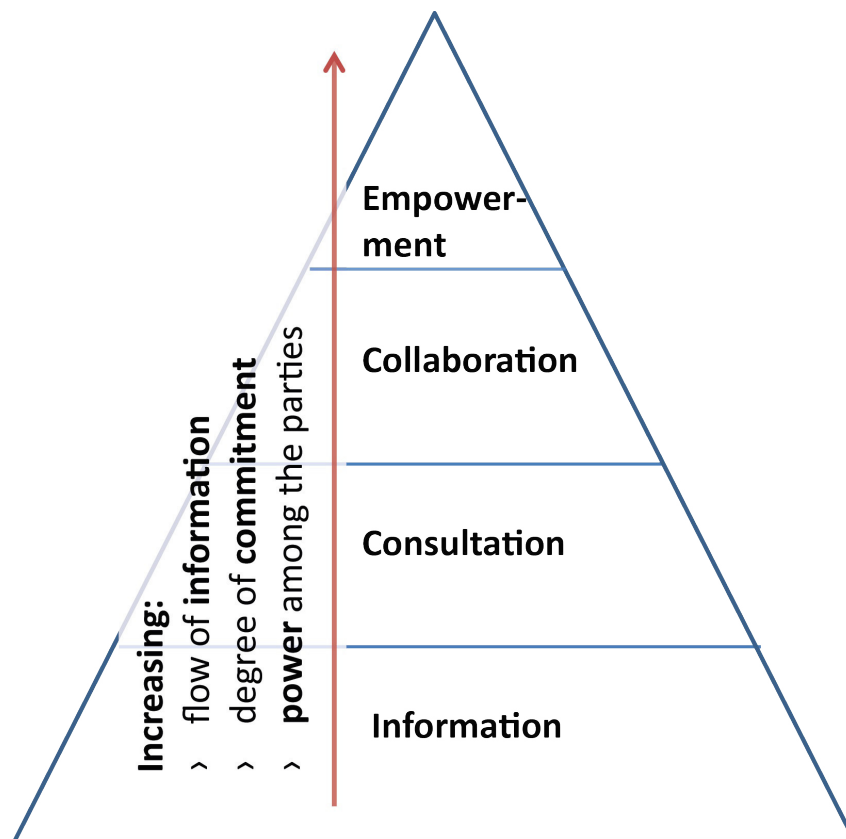 Empower-
ment
Collaboration
Consultation
Information
Increasing:
› flow of information
› degree of commitment
› power among the parties